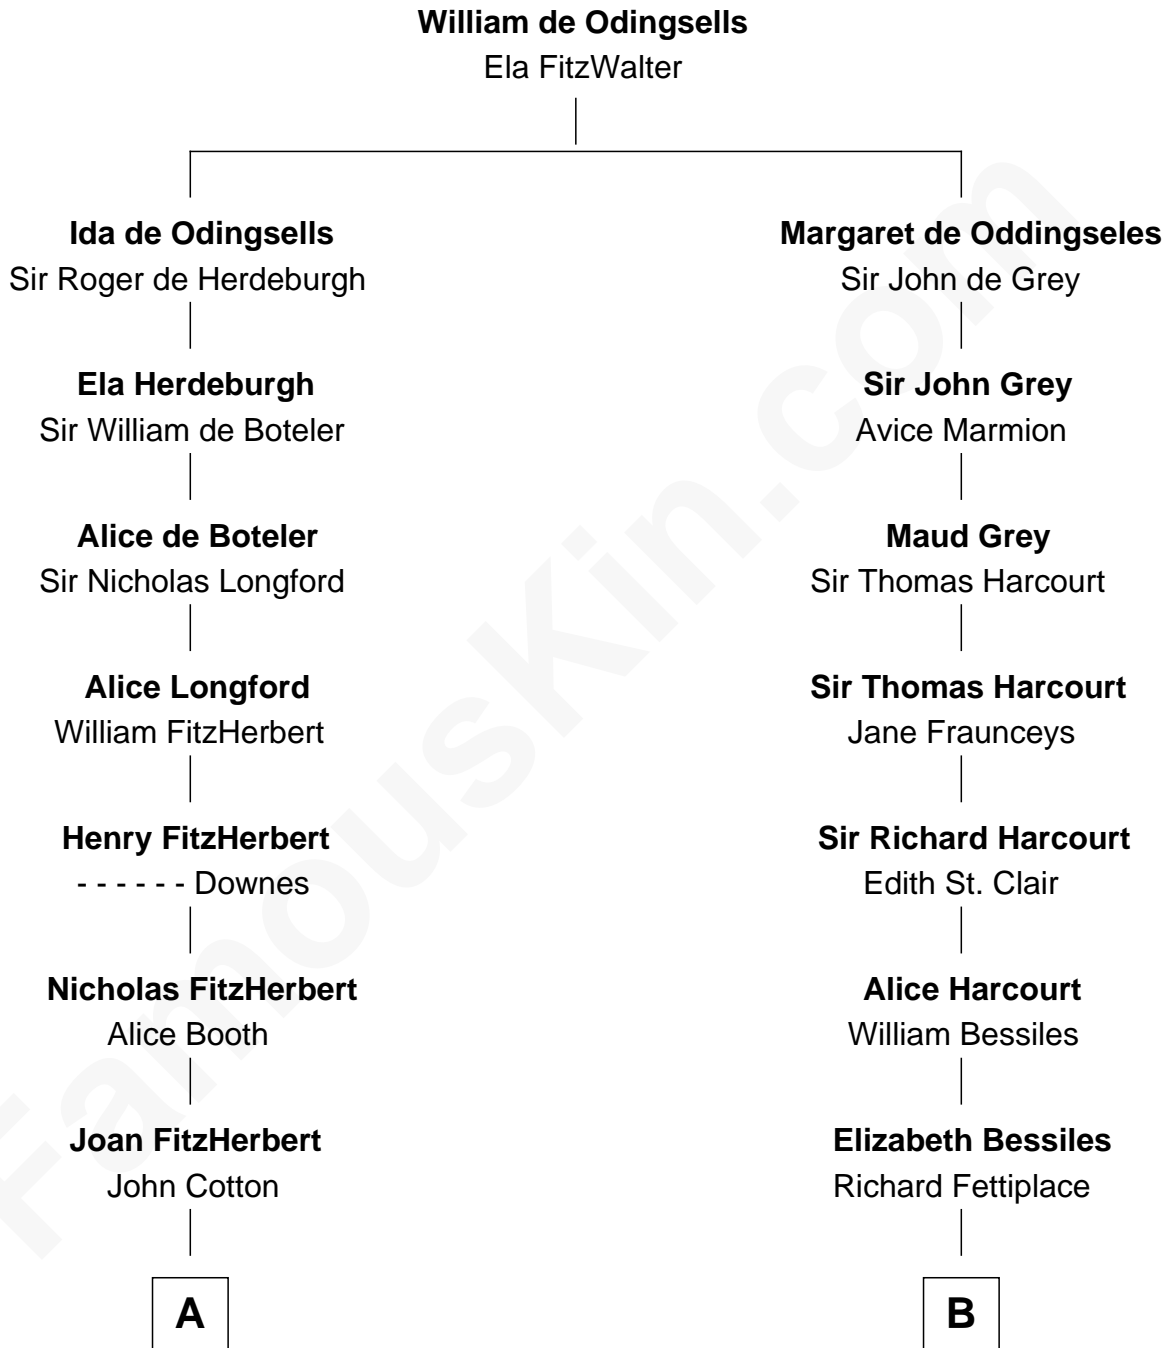 William de Odingsells
Ela FitzWalter
Ida de Odingsells
Sir Roger de Herdeburgh
Margaret de Oddingseles
Sir John de Grey
Ela Herdeburgh
Sir William de Boteler
Sir John Grey
Avice Marmion
Alice de Boteler
Sir Nicholas Longford
Maud Grey
Sir Thomas Harcourt
Alice Longford
William FitzHerbert
Sir Thomas Harcourt
Jane Fraunceys
Henry FitzHerbert
- - - - - - Downes
Sir Richard Harcourt
Edith St. Clair
Nicholas FitzHerbert
Alice Booth
Alice Harcourt
William Bessiles
Joan FitzHerbert
John Cotton
Elizabeth Bessiles
Richard Fettiplace
A
B
FamousKin.com